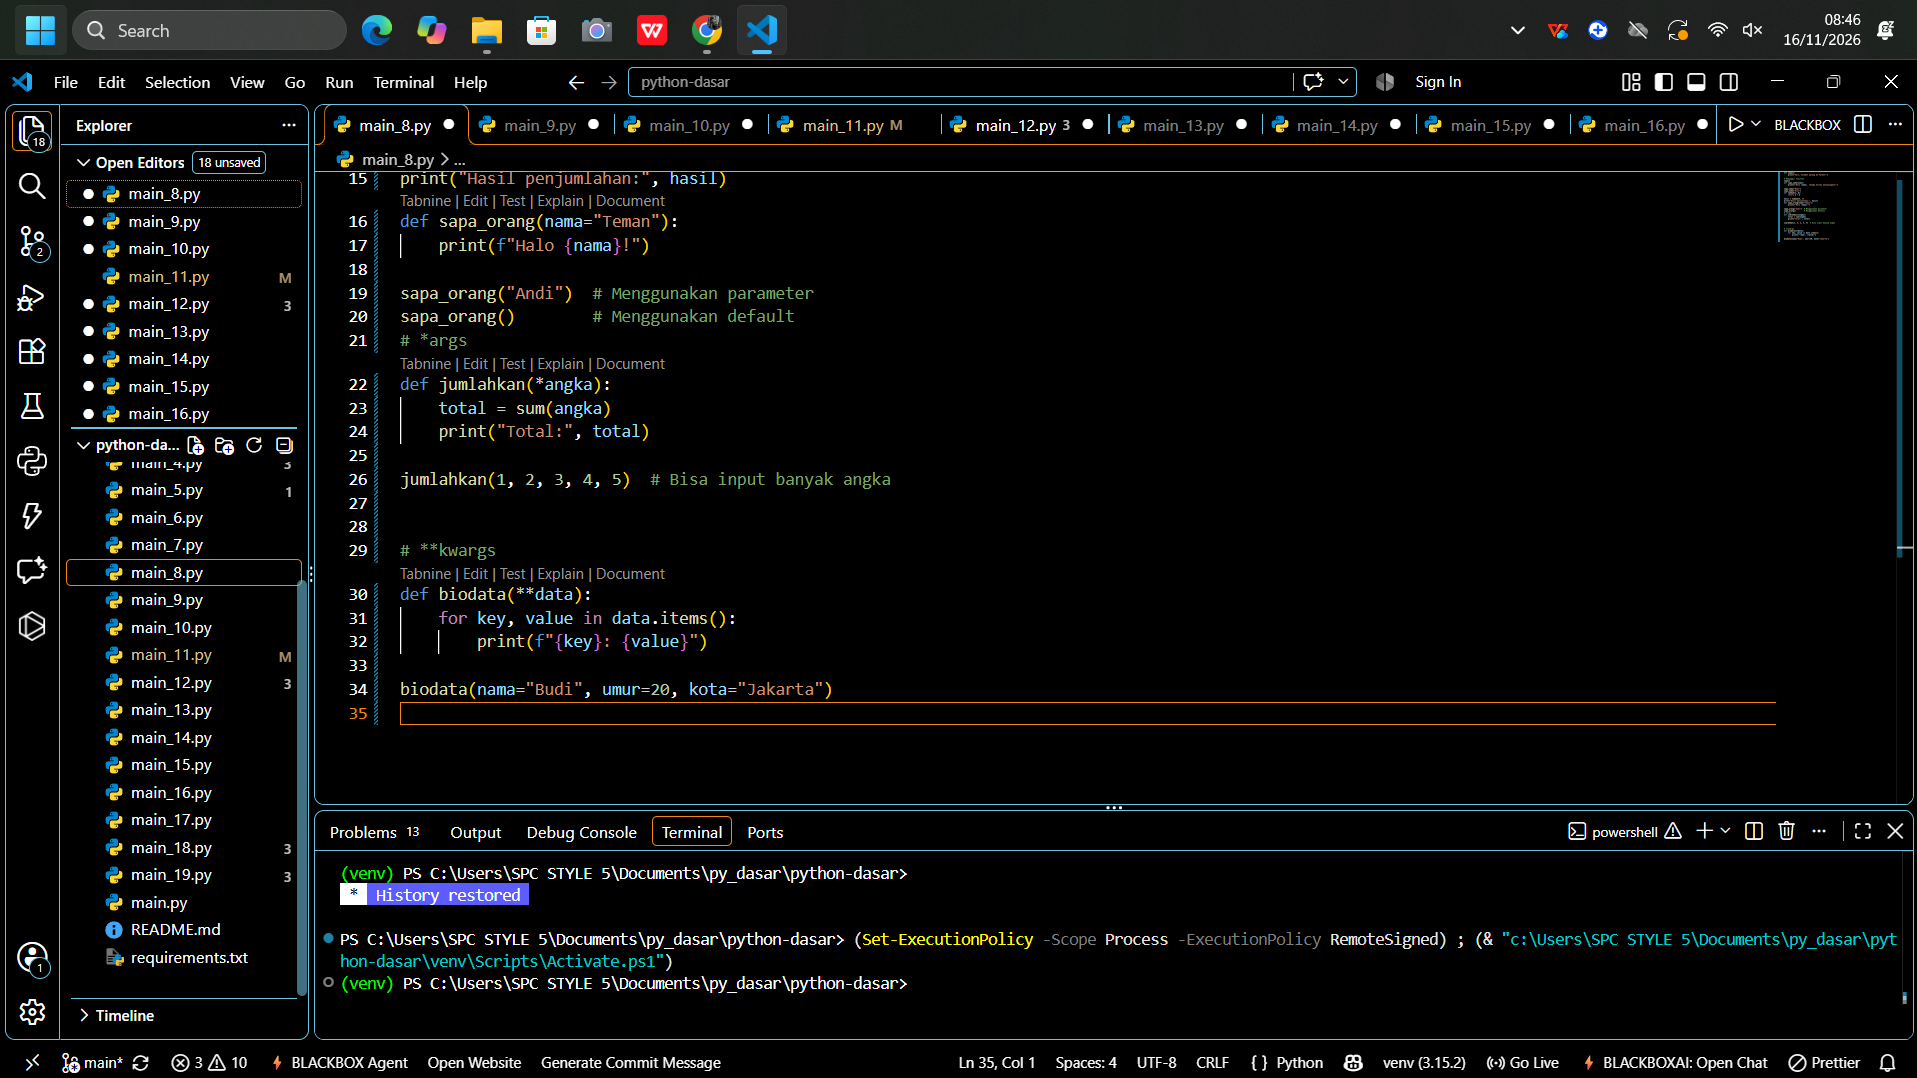 Search
08:46
16/11/2026
File Edit Selection View Go Run Terminal Help
python-dasar
Sign In
Explorer
main_8.py
main_9.py
main_10.py
main_11.py M
main_12.py 3
main_13.py
main_14.py
main_15.py
main_16.py
BLACKBOX
18
Open Editors 18 unsaved
main_8.py
main_9.py
main_10.py
main_11.py M
main_12.py 3
main_13.py
main_14.py
main_15.py
main_16.py
2
python-da...
main_4.py 3
main_5.py 1
main_6.py
main_7.py
main_8.py
main_9.py
main_10.py
main_11.py M
main_12.py 3
main_13.py
main_14.py
main_15.py
main_16.py
main_17.py
main_18.py 3
main_19.py 3
main.py
README.md
requirements.txt
Timeline
1
main_8.py > ...
15 print("Hasil penjumlahan:", hasil)
Tabnine | Edit | Test | Explain | Document
16 def sapa_orang(nama="Teman"):
17 print(f"Halo {nama}!")
18
19 sapa_orang("Andi") # Menggunakan parameter
20 sapa_orang() # Menggunakan default
21 # *args
Tabnine | Edit | Test | Explain | Document
22 def jumlahkan(*angka):
23 total = sum(angka)
24 print("Total:", total)
25
26 jumlahkan(1, 2, 3, 4, 5) # Bisa input banyak angka
27
28
29 # **kwargs
Tabnine | Edit | Test | Explain | Document
30 def biodata(**data):
31 for key, value in data.items():
32 print(f"{key}: {value}")
33
34 biodata(nama="Budi", umur=20, kota="Jakarta")
35
Problems 13 Output Debug Console Terminal Ports
powershell
(venv) PS C:\Users\SPC STYLE 5\Documents\py_dasar\python-dasar>
* History restored
PS C:\Users\SPC STYLE 5\Documents\py_dasar\python-dasar> (Set-ExecutionPolicy -Scope Process -ExecutionPolicy RemoteSigned) ; (& "c:\Users\SPC STYLE 5\Documents\py_dasar\pyt
hon-dasar\venv\Scripts\Activate.ps1")
(venv) PS C:\Users\SPC STYLE 5\Documents\py_dasar\python-dasar>
main* 3 10 BLACKBOX Agent Open Website Generate Commit Message
Ln 35, Col 1 Spaces: 4 UTF-8 CRLF { } Python venv (3.15.2) Go Live BLACKBOXAI: Open Chat Prettier